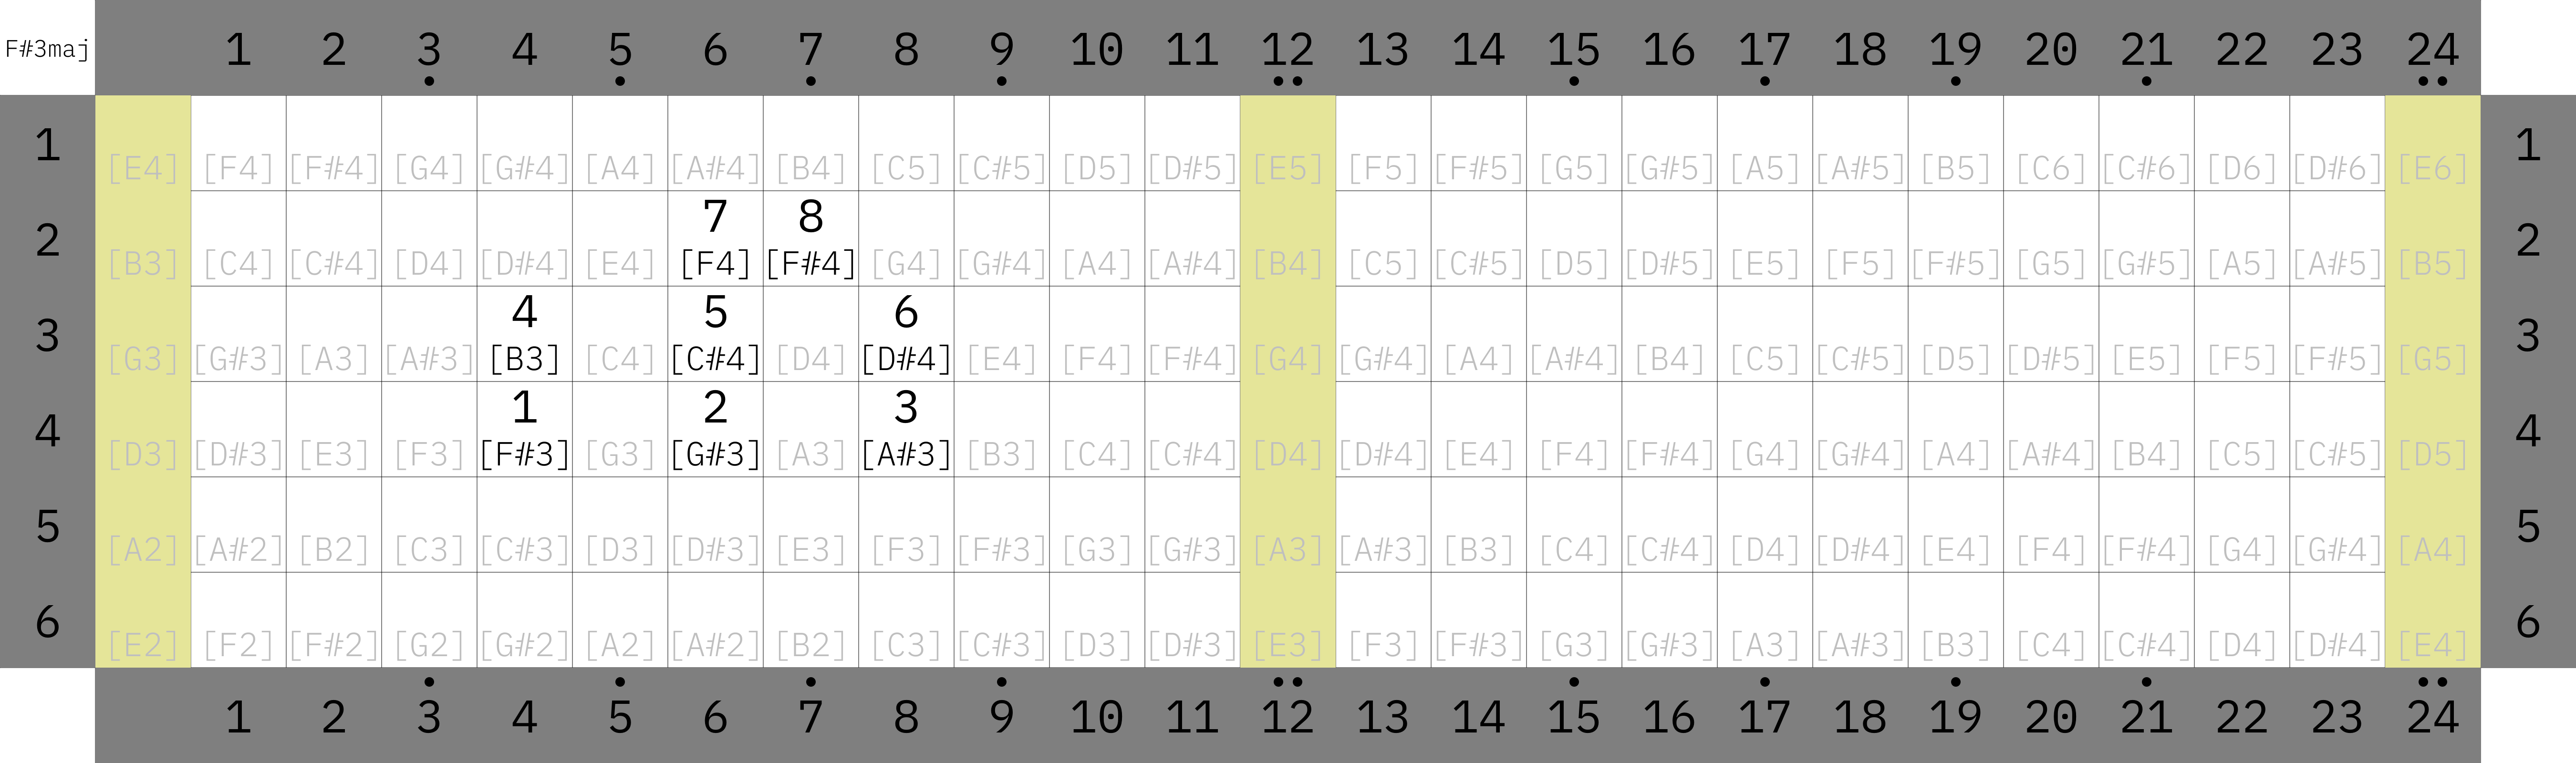 F#3maj 1 2 3 4 5 6 7 8 9 10 11 12 13 14 15 16 17 18 19 20 21 22 23 24
1 [E4] [F4] [F#4] [G4] [G#4] [A4] [A#4] [B4] [C5] [C#5] [D5] [D#5] [E5] [F5] [F#5] [G5] [G#5] [A5] [A#5] [B5] [C6] [C#6] [D6] [D#6] [E6] 1
7 8
2 [B3] [C4] [C#4] [D4] [D#4] [E4] [F4] [F#4] [G4] [G#4] [A4] [A#4] [B4] [C5] [C#5] [D5] [D#5] [E5] [F5] [F#5] [G5] [G#5] [A5] [A#5] [B5] 2
4 5 6
3 [G3] [G#3] [A3] [A#3] [B3] [C4] [C#4] [D4] [D#4] [E4] [F4] [F#4] [G4] [G#4] [A4] [A#4] [B4] [C5] [C#5] [D5] [D#5] [E5] [F5] [F#5] [G5] 3
1 2 3
4 [D3] [D#3] [E3] [F3] [F#3] [G3] [G#3] [A3] [A#3] [B3] [C4] [C#4] [D4] [D#4] [E4] [F4] [F#4] [G4] [G#4] [A4] [A#4] [B4] [C5] [C#5] [D5] 4
5 [A2] [A#2] [B2] [C3] [C#3] [D3] [D#3] [E3] [F3] [F#3] [G3] [G#3] [A3] [A#3] [B3] [C4] [C#4] [D4] [D#4] [E4] [F4] [F#4] [G4] [G#4] [A4] 5
6 [E2] [F2] [F#2] [G2] [G#2] [A2] [A#2] [B2] [C3] [C#3] [D3] [D#3] [E3] [F3] [F#3] [G3] [G#3] [A3] [A#3] [B3] [C4] [C#4] [D4] [D#4] [E4] 6
1 2 3 4 5 6 7 8 9 10 11 12 13 14 15 16 17 18 19 20 21 22 23 24